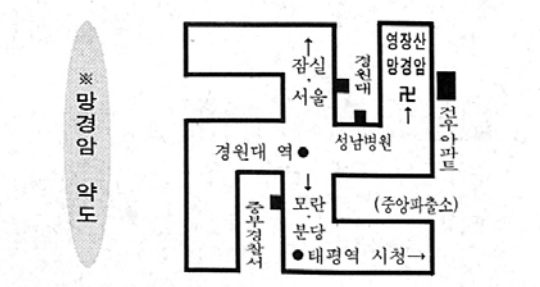 ※ 망경암 약도
↑
잠실
·
서울
경원대
영장산
망경암
卍
↑
성남병원
건우아파트
경원대 역 ●
↓
모란
·
분당
중부경찰서
(중앙파출소)
●태평역 시청→